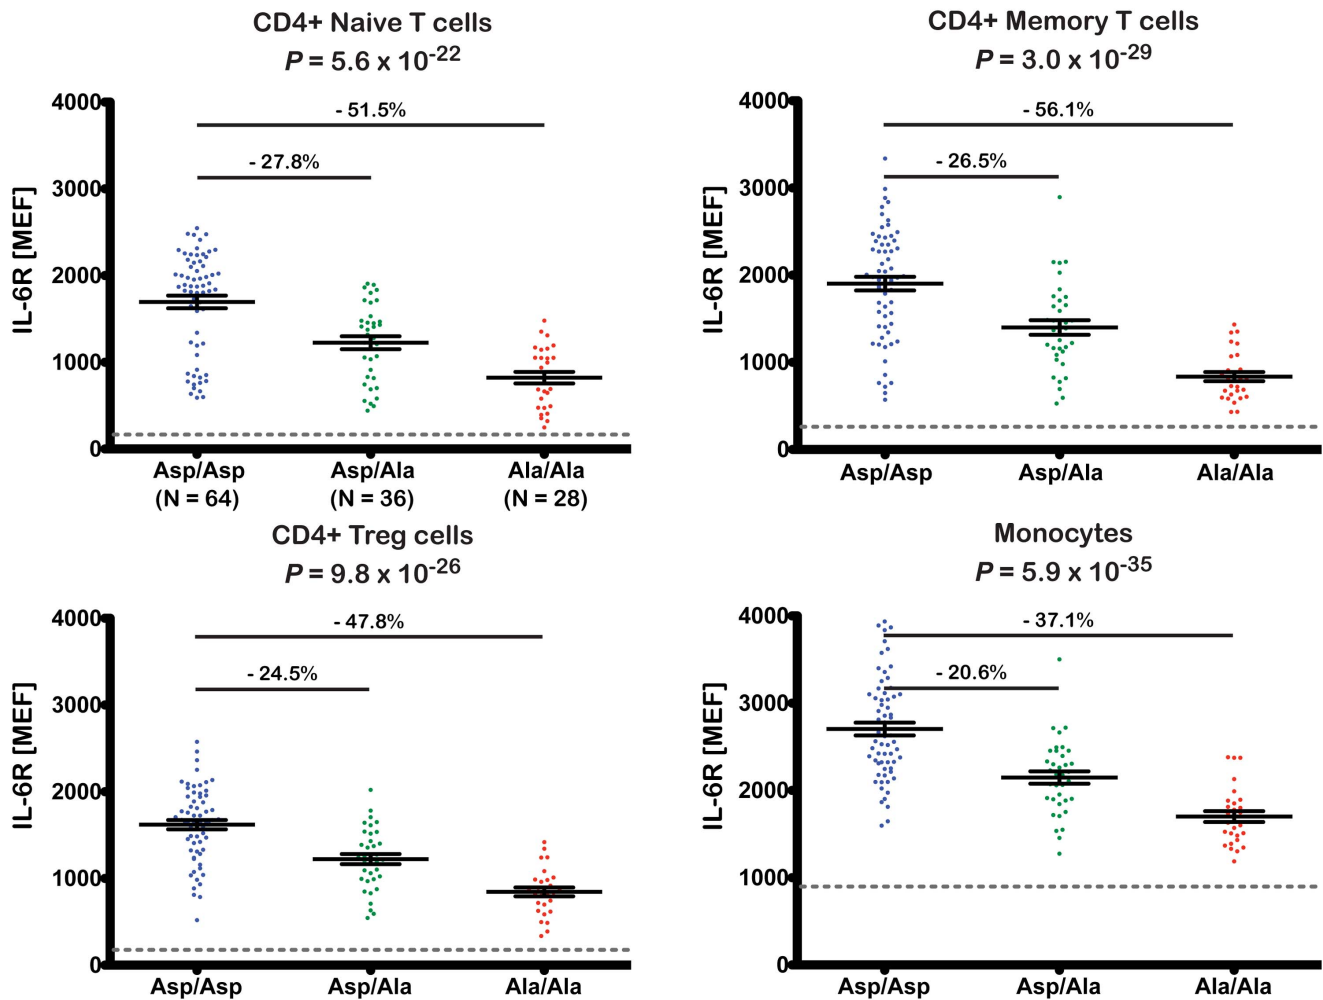 CD4+ Naive T cells
P = 5.6 x 10-22
4000
3000
2000
1000
0
IL-6R [MEF]
- 51.5%
- 27.8%
Asp/Asp
(N = 64)
Asp/Ala
(N = 36)
Ala/Ala
(N = 28)
CD4+ Memory T cells
P = 3.0 x 10-29
4000
3000
2000
1000
0
IL-6R [MEF]
- 56.1%
- 26.5%
Asp/Asp
Asp/Ala
Ala/Ala
CD4+ Treg cells
P = 9.8 x 10-26
4000
3000
2000
1000
0
IL-6R [MEF]
- 47.8%
- 24.5%
Asp/Asp
Asp/Ala
Ala/Ala
Monocytes
P = 5.9 x 10-35
4000
3000
2000
1000
0
IL-6R [MEF]
- 37.1%
- 20.6%
Asp/Asp
Asp/Ala
Ala/Ala